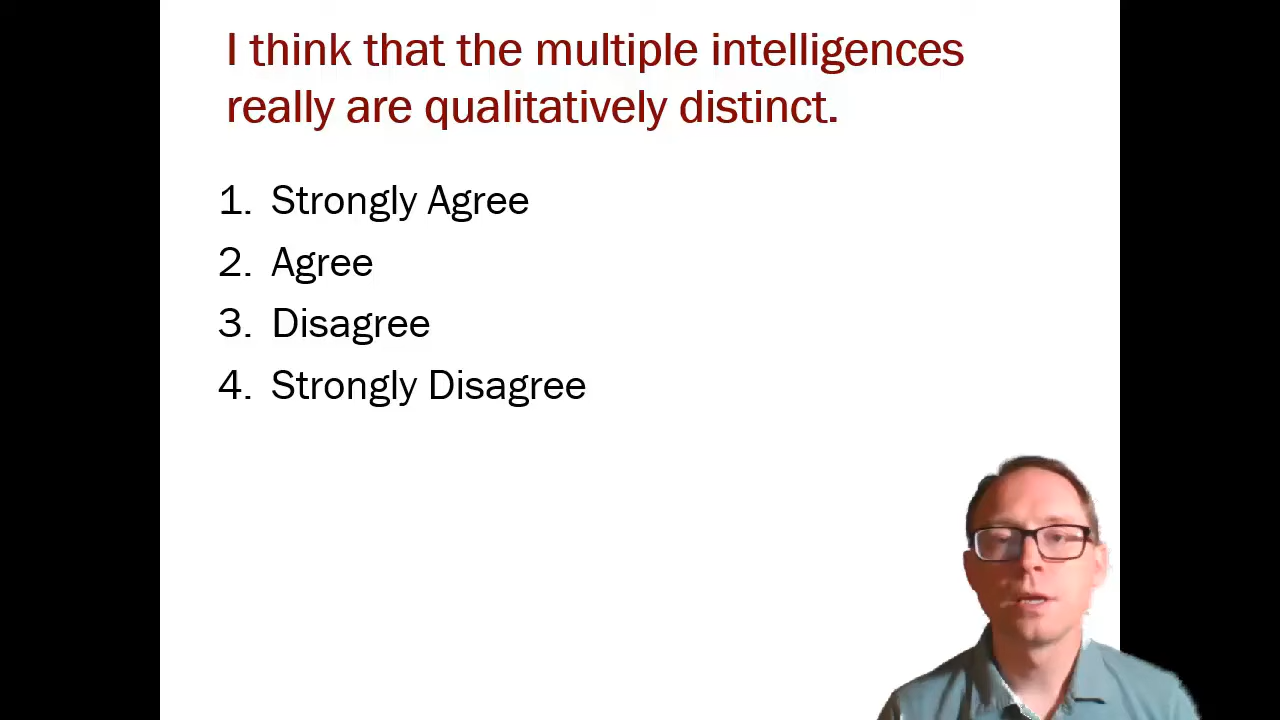 I think that the multiple intelligences
really are qualitatively distinct.
1. Strongly Agree
2. Agree
3. Disagree
4. Strongly Disagree